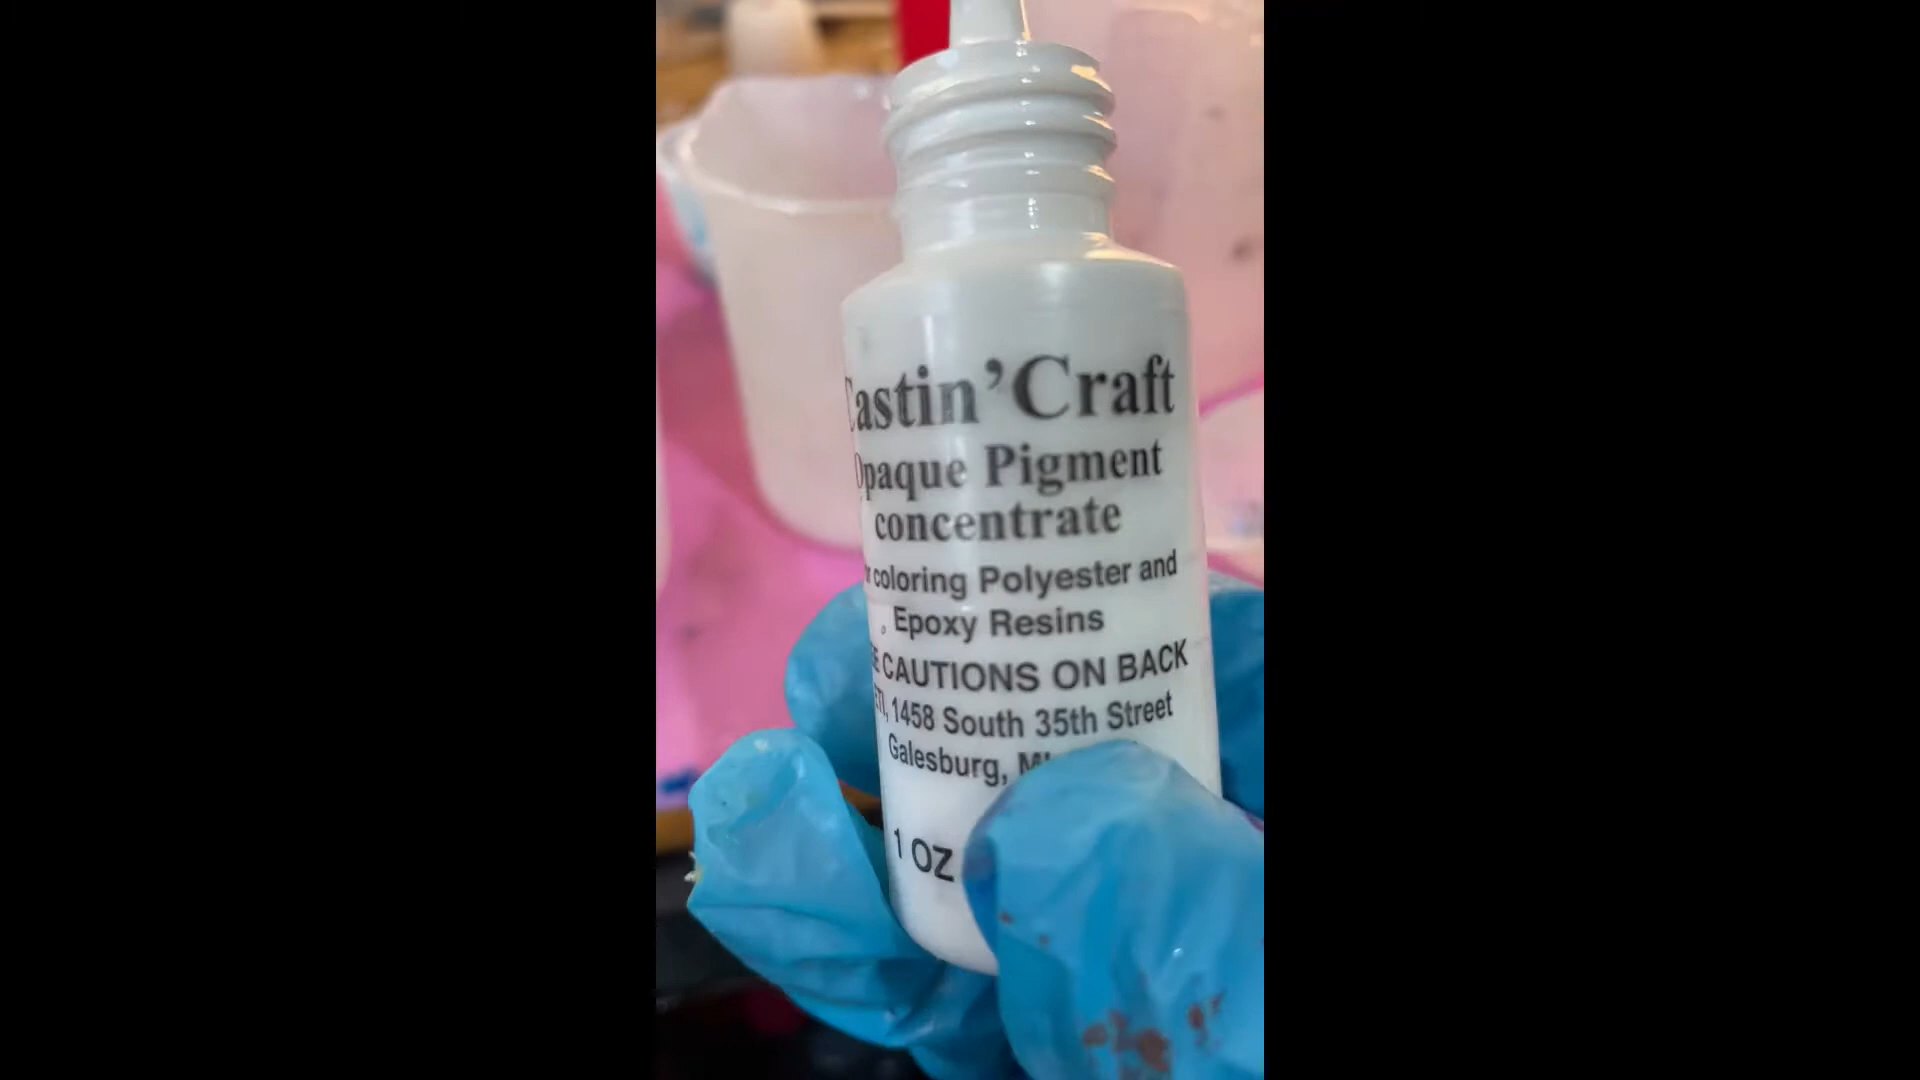 Castin'Craft
Opaque Pigment
concentrate
coloring Polyester and
Epoxy Resins
CAUTIONS ON BACK
ETI, 1458 South 35th Street
Galesburg,
1 OZ